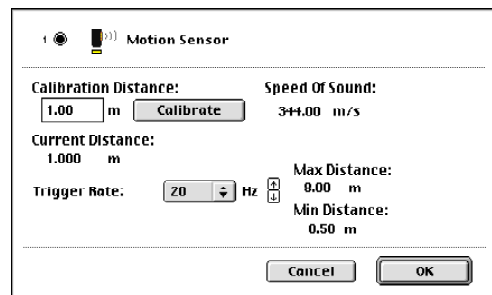 1 Motion Sensor
Calibration Distance: Speed Of Sound:
1.00 m Calibrate 344.00 m/s
Current Distance:
1.000 m
Max Distance:
Trigger Rate: 20 Hz 8.00 m
Min Distance:
0.50 m
Cancel OK